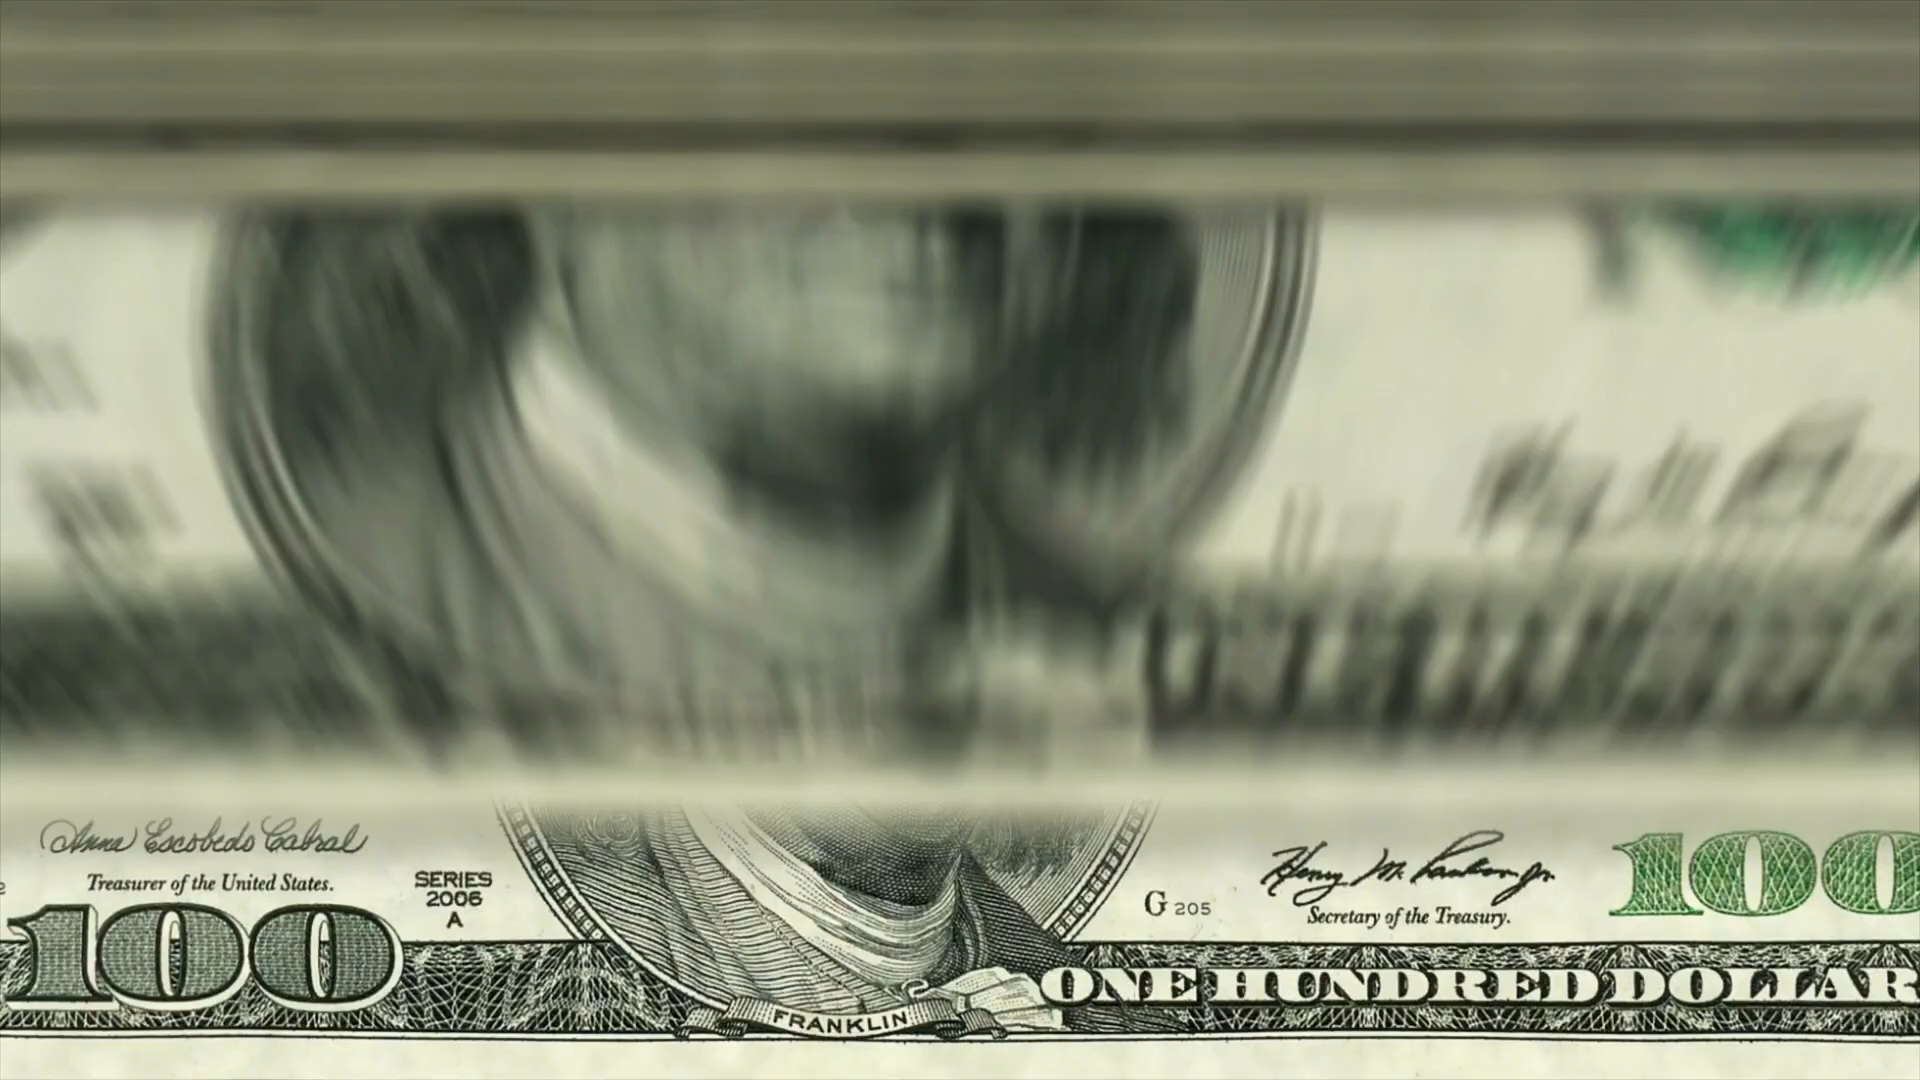 Anna Escobedo Cabral
Treasurer of the United States.
SERIES
2006
A
100
FRANKLIN
G 205
Henry M. Paulson Jr.
Secretary of the Treasury.
100
ONE HUNDRED DOLLAR